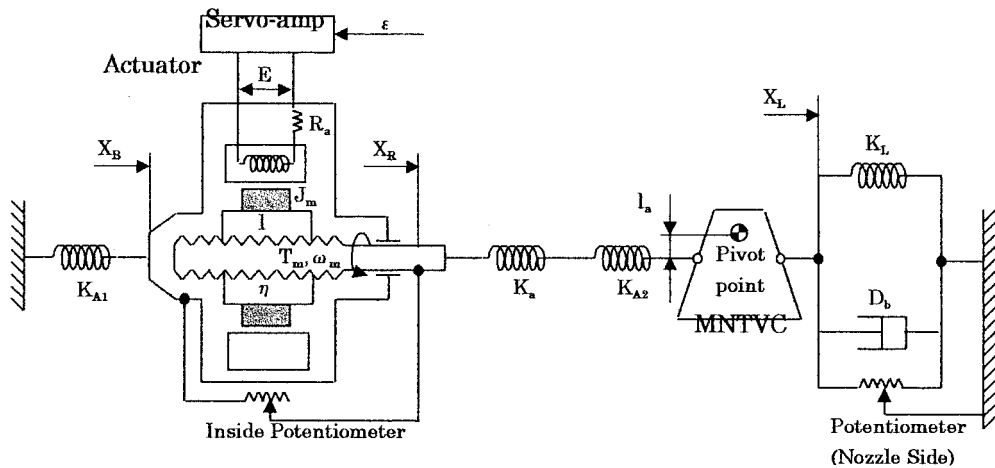 Servo-amp
ε
Actuator
E
R_a
X_B
X_R
X_L
K_L
J_m
l
l_a
T_m, ω_m
η
K_A1
K_a
K_A2
Pivot
point
MNTVC
D_b
Inside Potentiometer
Potentiometer
(Nozzle Side)